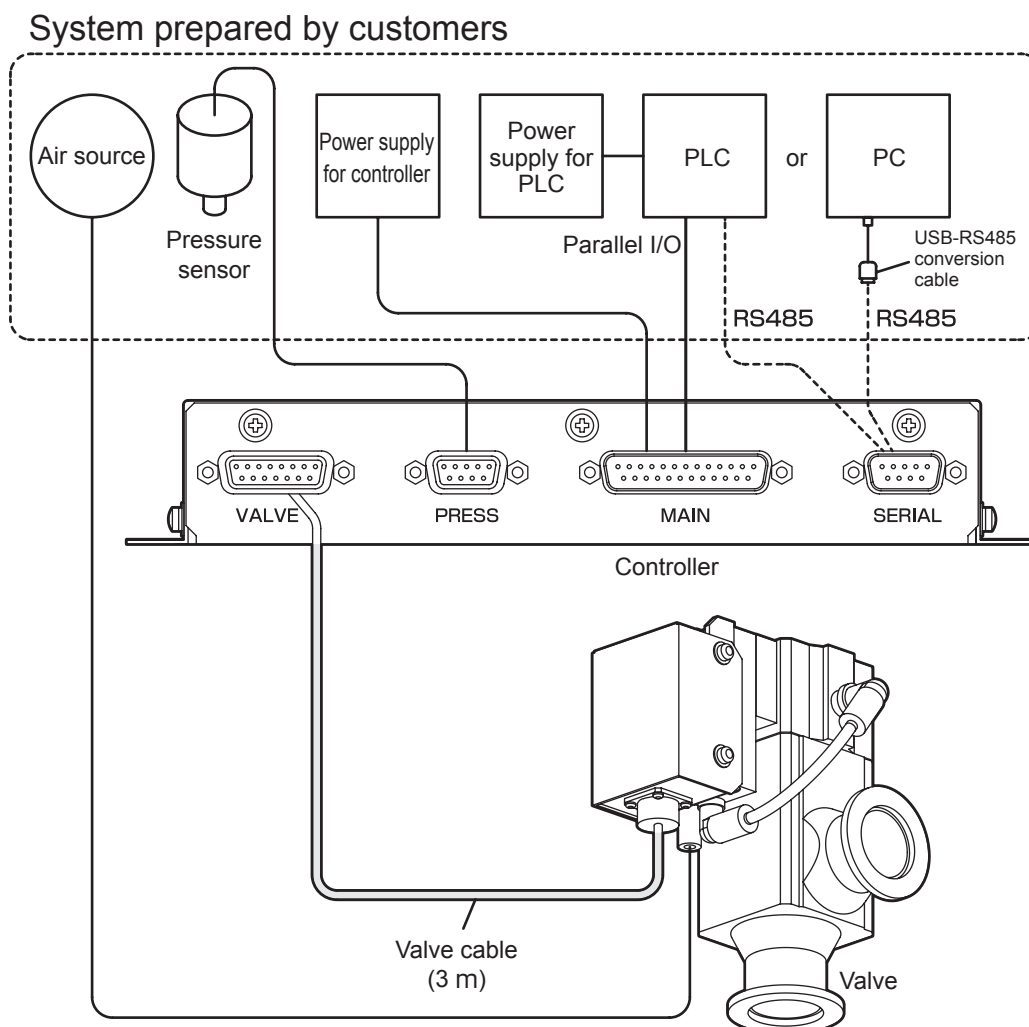 System prepared by customers
Air source
Pressure
sensor
Power supply
for controller
Power
supply for
PLC
PLC
or
PC
Parallel I/O
USB-RS485
conversion
cable
RS485
RS485
VALVE
PRESS
MAIN
SERIAL
Controller
Valve cable
(3 m)
Valve